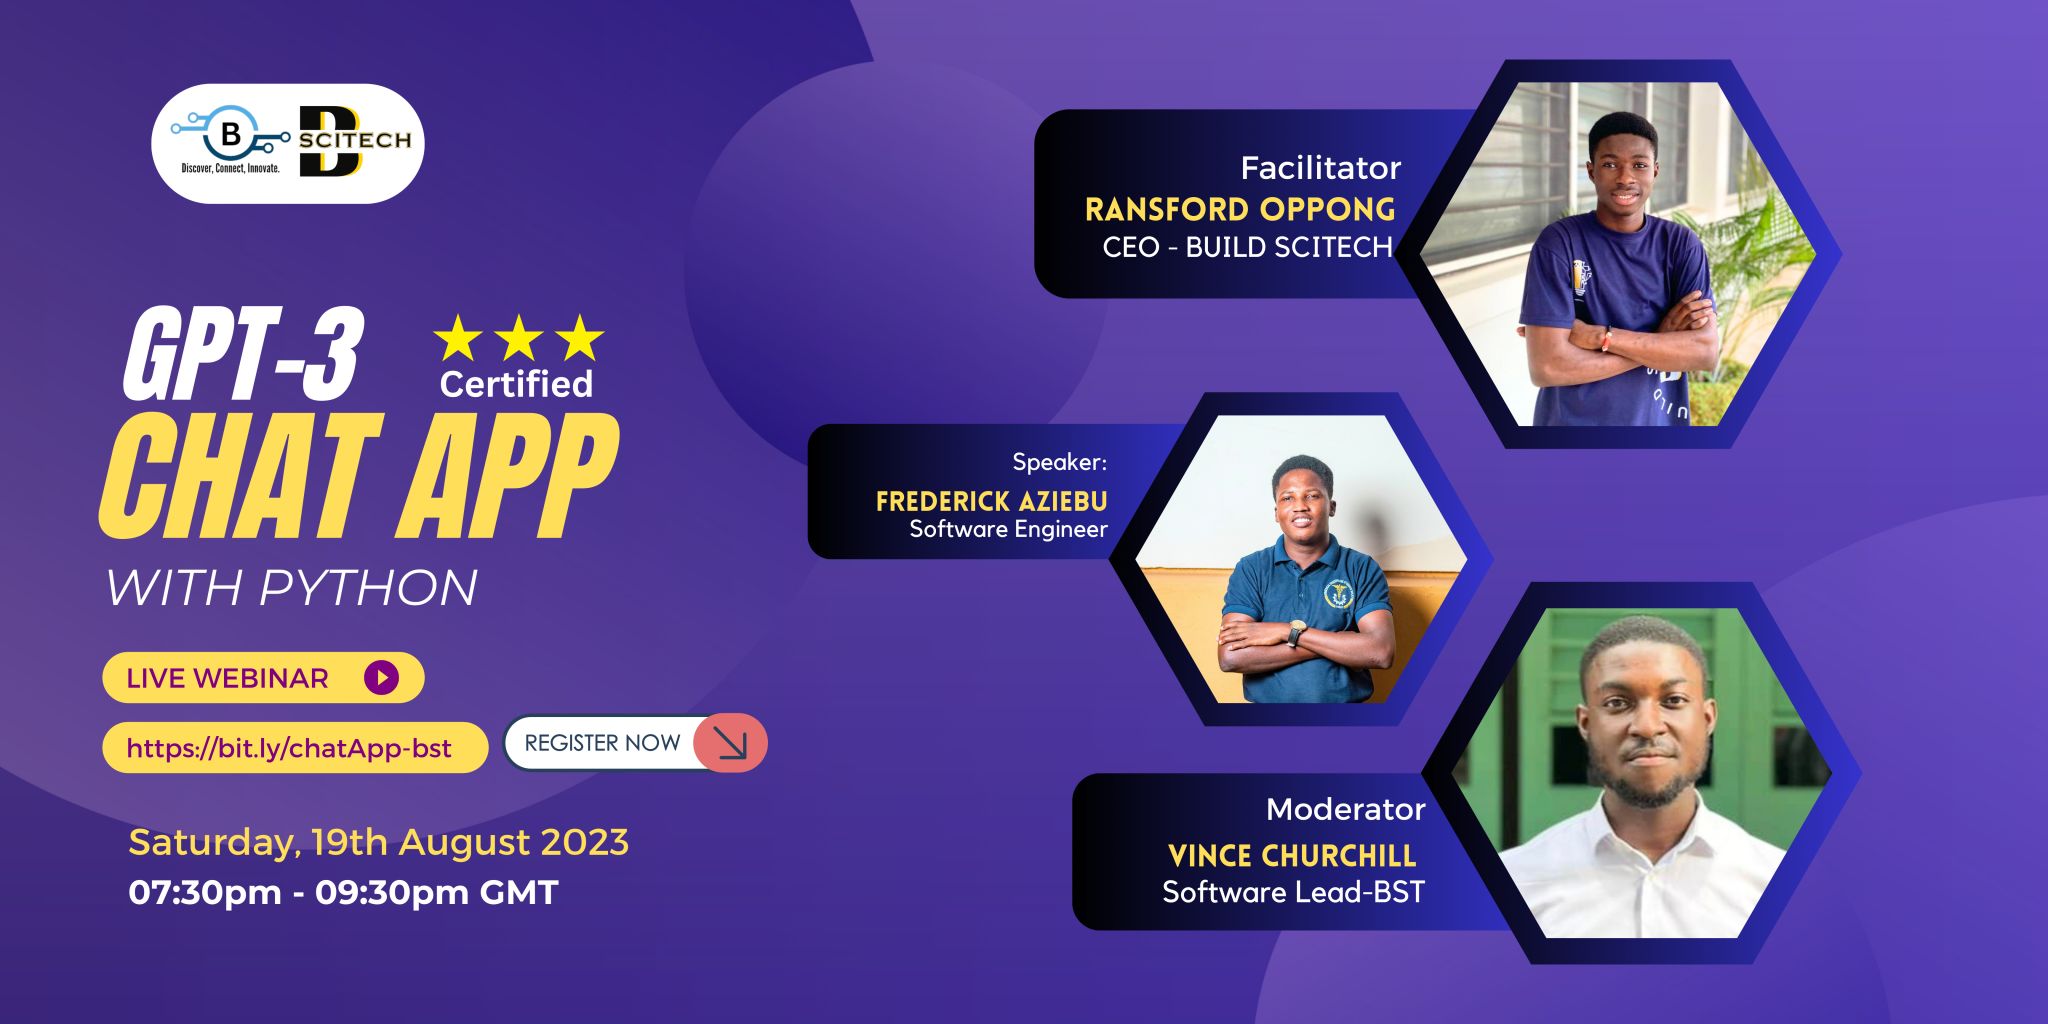 B
Discover, Connect, Innovate.
B
SCITECH
GPT-3
Certified
CHAT APP
WITH PYTHON
LIVE WEBINAR
https://bit.ly/chatApp-bst
REGISTER NOW
Saturday, 19th August 2023
07:30pm - 09:30pm GMT
Facilitator
RANSFORD OPPONG
CEO - BUILD SCITECH
Speaker:
FREDERICK AZIEBU
Software Engineer
Moderator
VINCE CHURCHILL
Software Lead-BST